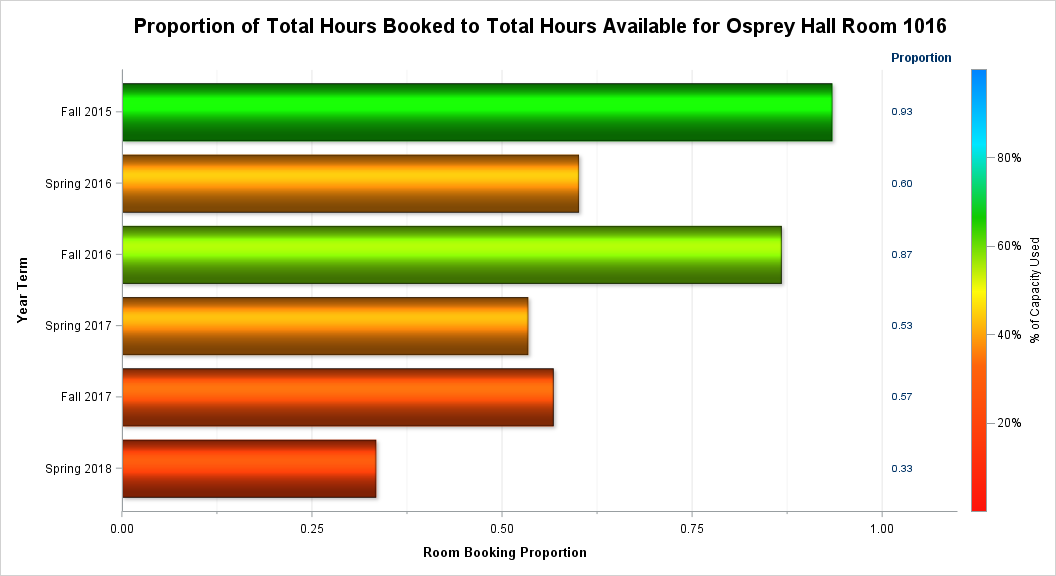 Proportion of Total Hours Booked to Total Hours Available for Osprey Hall Room 1016
Proportion
Fall 2015
0.93
Spring 2016
0.60
Fall 2016
0.87
Spring 2017
0.53
Fall 2017
0.57
Spring 2018
0.33
Year Term
0.00
0.25
0.50
0.75
1.00
Room Booking Proportion
80%
60%
40%
20%
% of Capacity Used